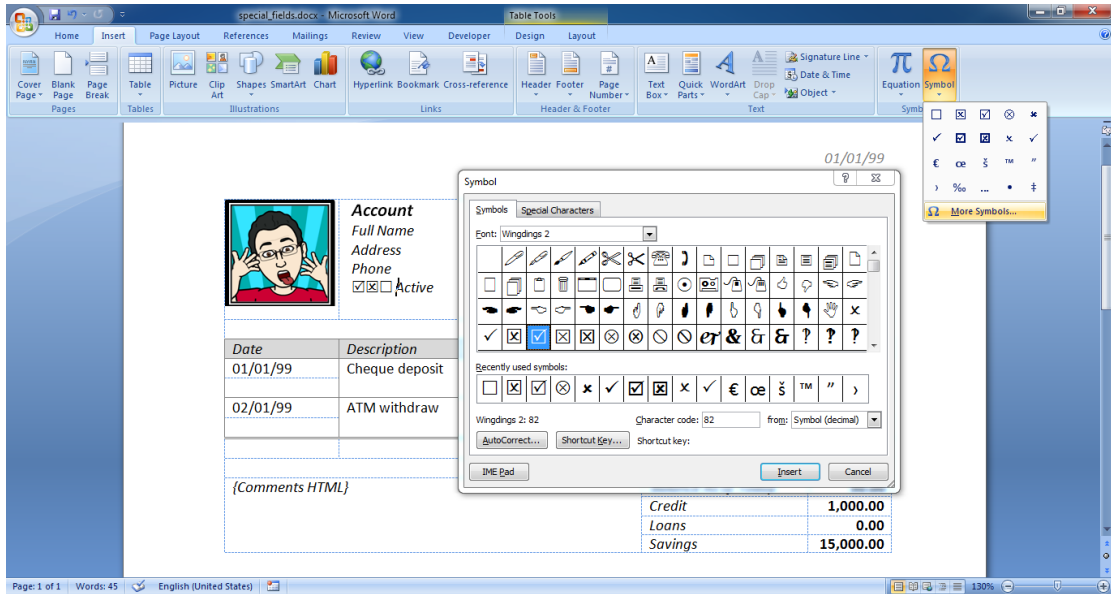 special_fields.docx - Microsoft Word Table Tools
Home Insert Page Layout References Mailings Review View Developer Design Layout
Cover Page Blank Page Page Break Table Picture Clip Art Shapes SmartArt Chart Hyperlink Bookmark Cross-reference Header Footer Page Number Text Box Quick Parts WordArt Drop Cap Signature Line Date & Time Object Equation Symbol
Pages Tables Illustrations Links Header & Footer Text Symb
€ œ š ™ ”
› ‰ … • ‡
More Symbols...
01/01/99
Account
Full Name
Address
Phone
☑☒☐ Active
Date Description
01/01/99 Cheque deposit
02/01/99 ATM withdraw
{Comments HTML}
Credit 1,000.00
Loans 0.00
Savings 15,000.00
Symbol
Symbols Special Characters
Font: Wingdings 2
Recently used symbols:
€ œ š ™ ” ›
Wingdings 2: 82 Character code: 82 from: Symbol (decimal)
AutoCorrect... Shortcut Key... Shortcut key:
IME Pad Insert Cancel
Page: 1 of 1 Words: 45 English (United States) 130%